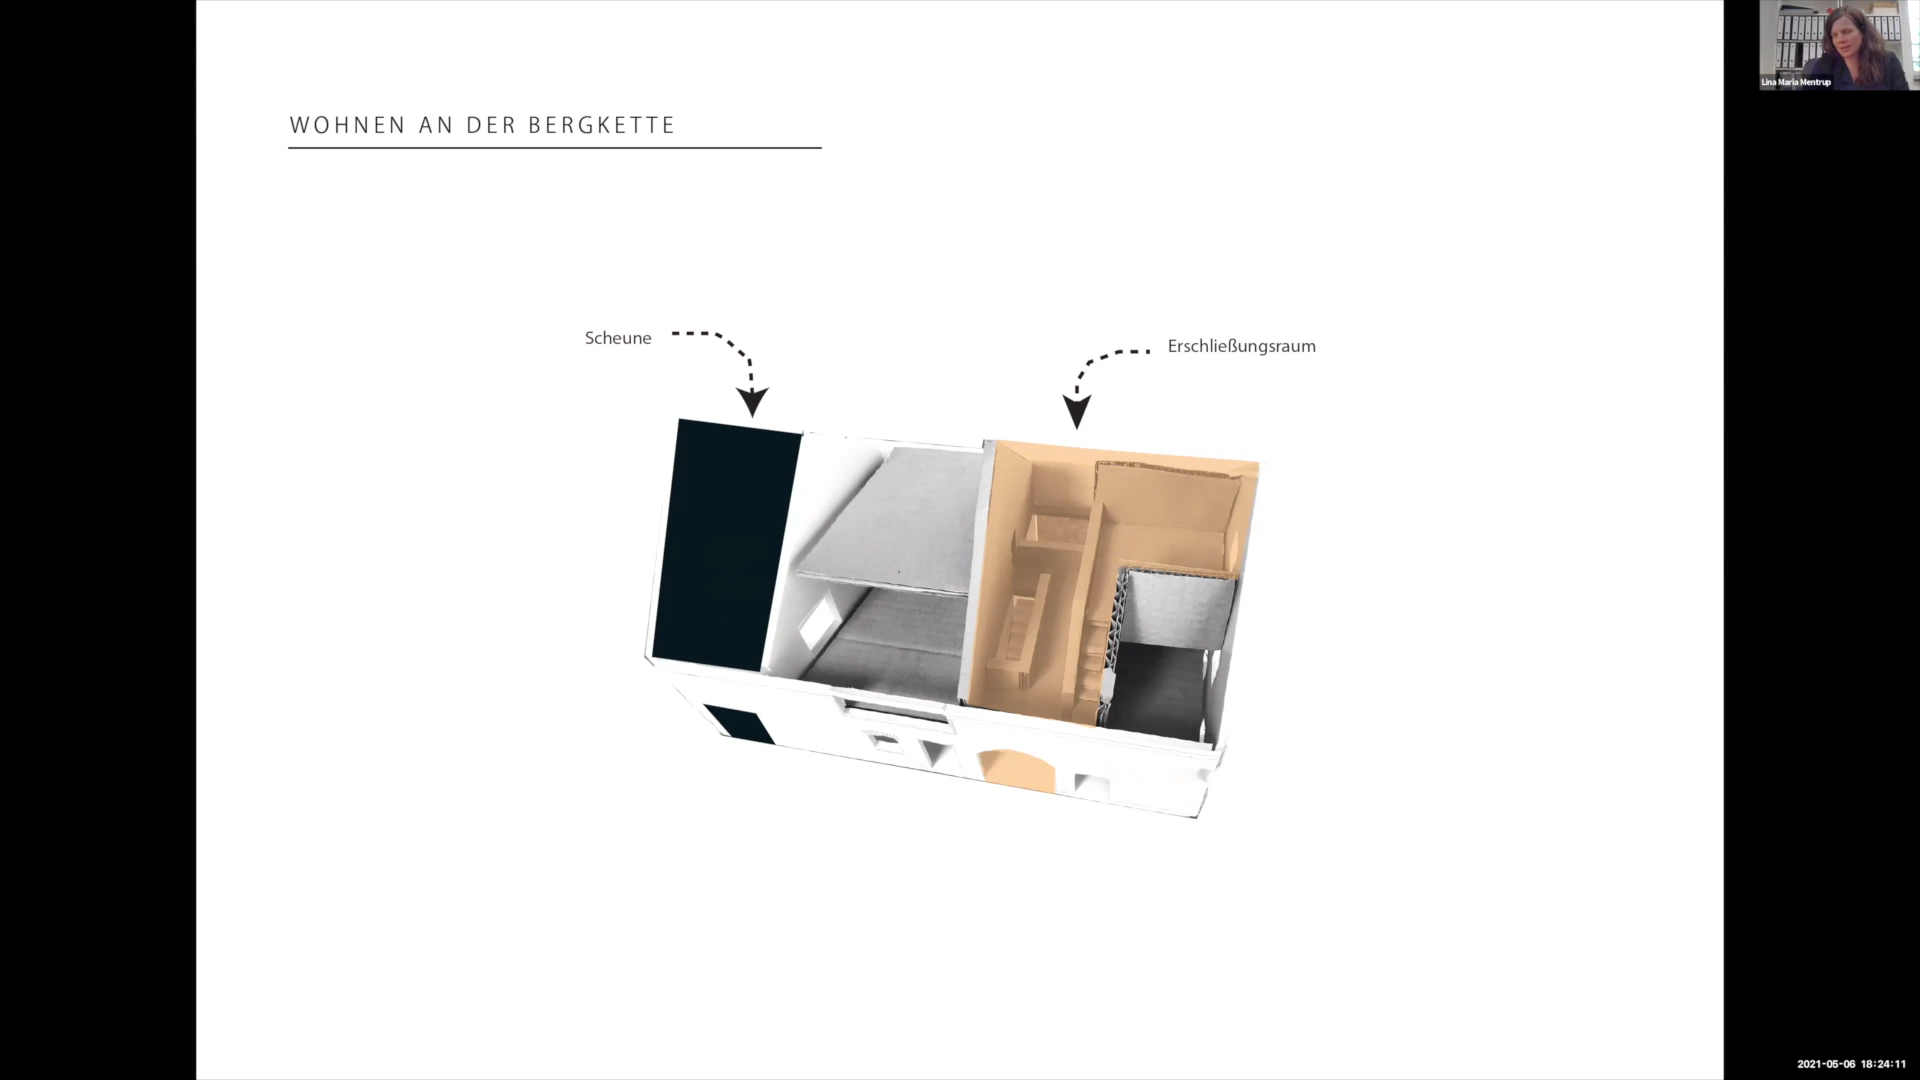 WOHNEN AN DER BERGKETTE
Scheune
Erschließungsraum
Lina Maria Mentrup
2021-05-06 18:24:11